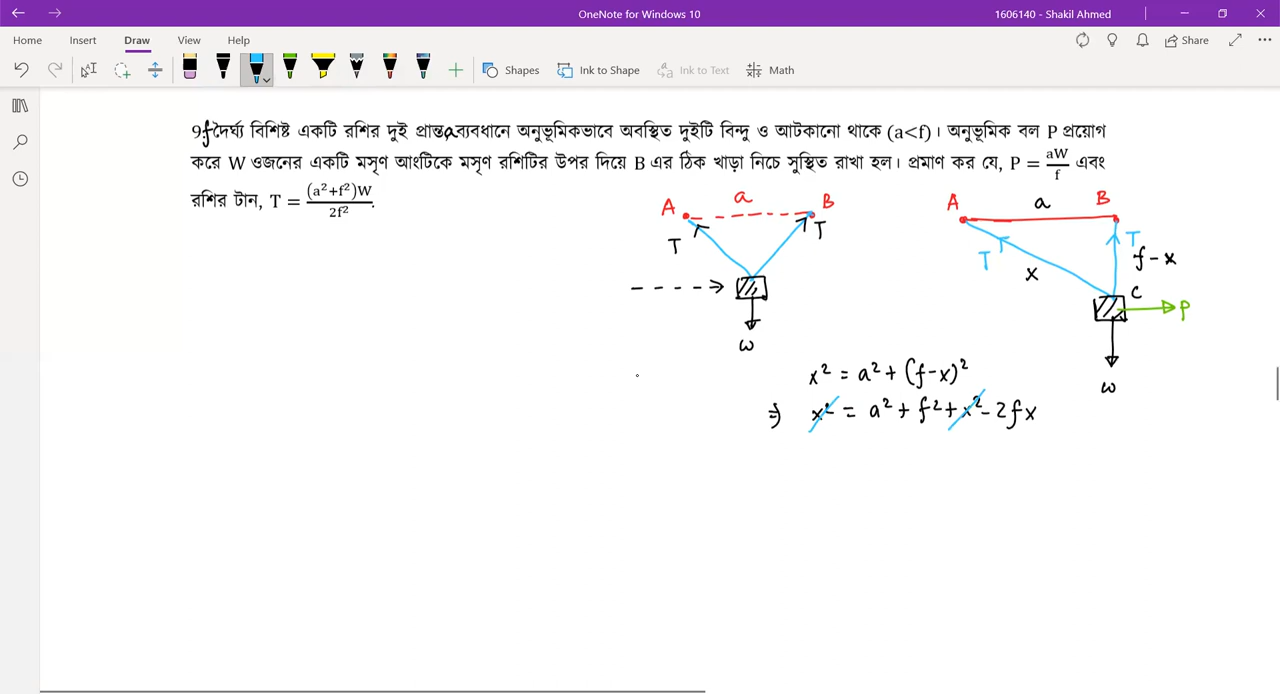 OneNote for Windows 10
1606140 - Shakil Ahmed
Home Insert Draw View Help
Share
Shapes Ink to Shape Ink to Text Math
9 f দৈর্ঘ্য বিশিষ্ট একটি রশির দুই প্রান্ত a ব্যবধানে অনুভূমিকভাবে অবস্থিত দুইটি বিন্দু ও আটকানো থাকে (a<f)। অনুভূমিক বল P প্রয়োগ
করে W ওজনের একটি মসৃণ আংটিকে মসৃণ রশিটির উপর দিয়ে B এর ঠিক খাড়া নিচে সুস্থিত রাখা হল। প্রমাণ কর যে, P = aW/f এবং
রশির টান, T = (a²+f²)W/2f².
A a B
T T
w
A a B
T T
x f-x
C
P
w
x² = a² + (f-x)²
⇒ x² = a² + f² + x² - 2fx